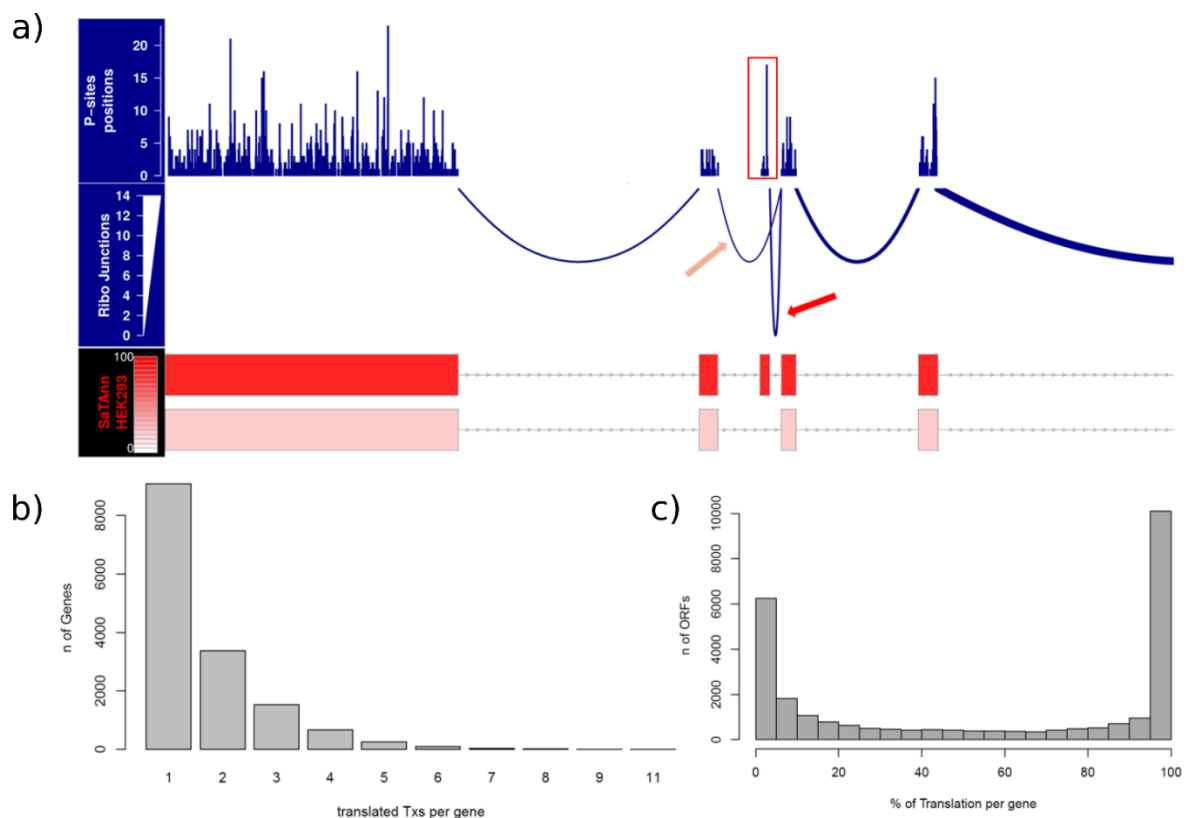 a)
P-sites
positions
20
15
10
5
0
Ribo Junctions
14
12
10
8
6
4
2
0
SaTAnn
HEK293
100
0
b)
n of Genes
8000
6000
4000
2000
0
1 2 3 4 5 6 7 8 9 11
translated Txs per gene
c)
n of ORFs
10000
8000
6000
4000
2000
0
0 20 40 60 80 100
% of Translation per gene